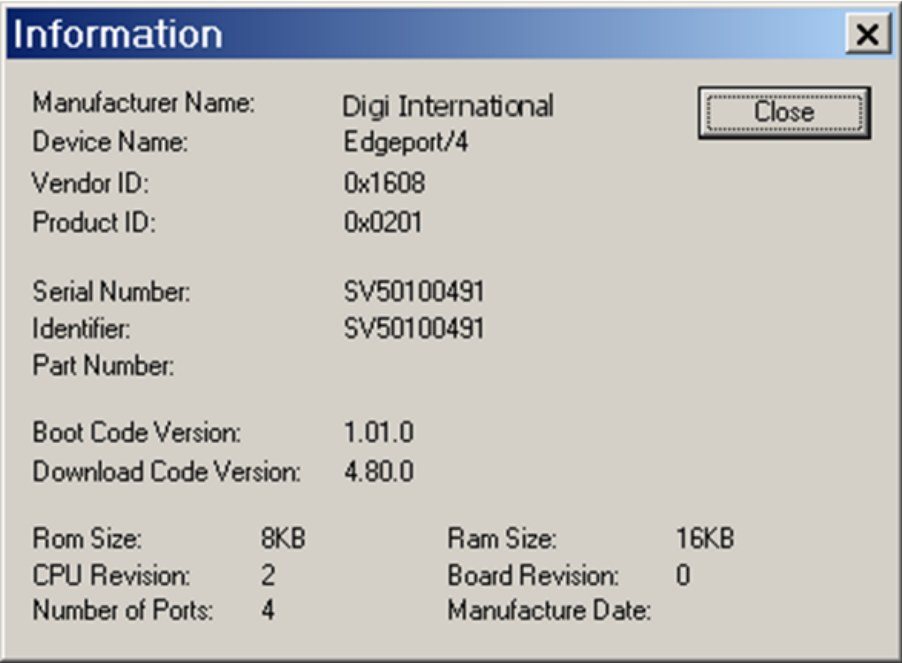 Information
Manufacturer Name: Digi International
Close
Device Name: Edgeport/4
Vendor ID: 0x1608
Product ID: 0x0201
Serial Number: SV50100491
Identifier: SV50100491
Part Number:
Boot Code Version: 1.01.0
Download Code Version: 4.80.0
Rom Size: 8KB Ram Size: 16KB
CPU Revision: 2 Board Revision: 0
Number of Ports: 4 Manufacture Date: